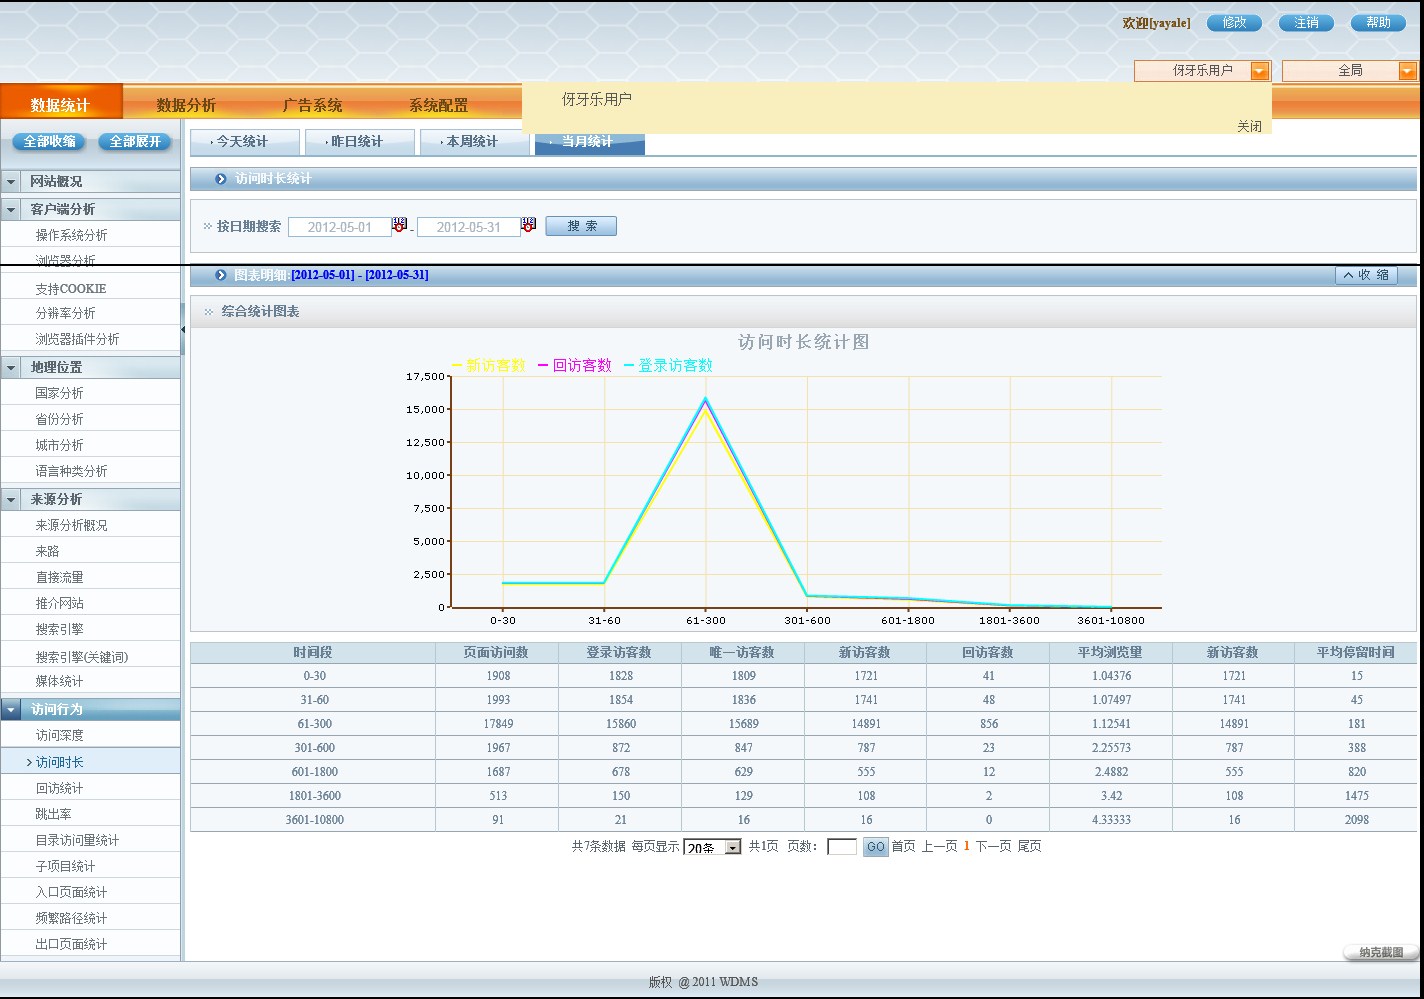 欢迎[yayale] 修改 注销 帮助
伢牙乐用户 全局
数据统计 数据分析 广告系统 系统配置
伢牙乐用户
关闭
全部收缩 全部展开
今天统计 昨日统计 本周统计 当月统计
网站概况
客户端分析
操作系统分析
浏览器分析
支持COOKIE
分辨率分析
浏览器插件分析
地理位置
国家分析
省份分析
城市分析
语言种类分析
来源分析
来源分析概况
来路
直接流量
推介网站
搜索引擎
搜索引擎(关键词)
媒体统计
访问行为
访问深度
访问时长
回访统计
跳出率
目录访问量统计
子项目统计
入口页面统计
频繁路径统计
出口页面统计
访问时长统计
按日期搜索 2012-05-01 - 2012-05-31 搜 索
图表明细:[2012-05-01] - [2012-05-31] 收 缩
综合统计图表
访问时长统计图
新访客数 回访客数 登录访客数
17,500
15,000
12,500
10,000
7,500
5,000
2,500
0
0-30 31-60 61-300 301-600 601-1800 1801-3600 3601-10800
时间段 页面访问数 登录访客数 唯一访客数 新访客数 回访客数 平均浏览量 新访客数 平均停留时间
0-30 1908 1828 1809 1721 41 1.04376 1721 15
31-60 1993 1854 1836 1741 48 1.07497 1741 45
61-300 17849 15860 15689 14891 856 1.12541 14891 181
301-600 1967 872 847 787 23 2.25573 787 388
601-1800 1687 678 629 555 12 2.4882 555 820
1801-3600 513 150 129 108 2 3.42 108 1475
3601-10800 91 21 16 16 0 4.33333 16 2098
共7条数据 每页显示 20条 共1页 页数： GO 首页 上一页 1 下一页 尾页
纳克截图
版权 @ 2011 WDMS